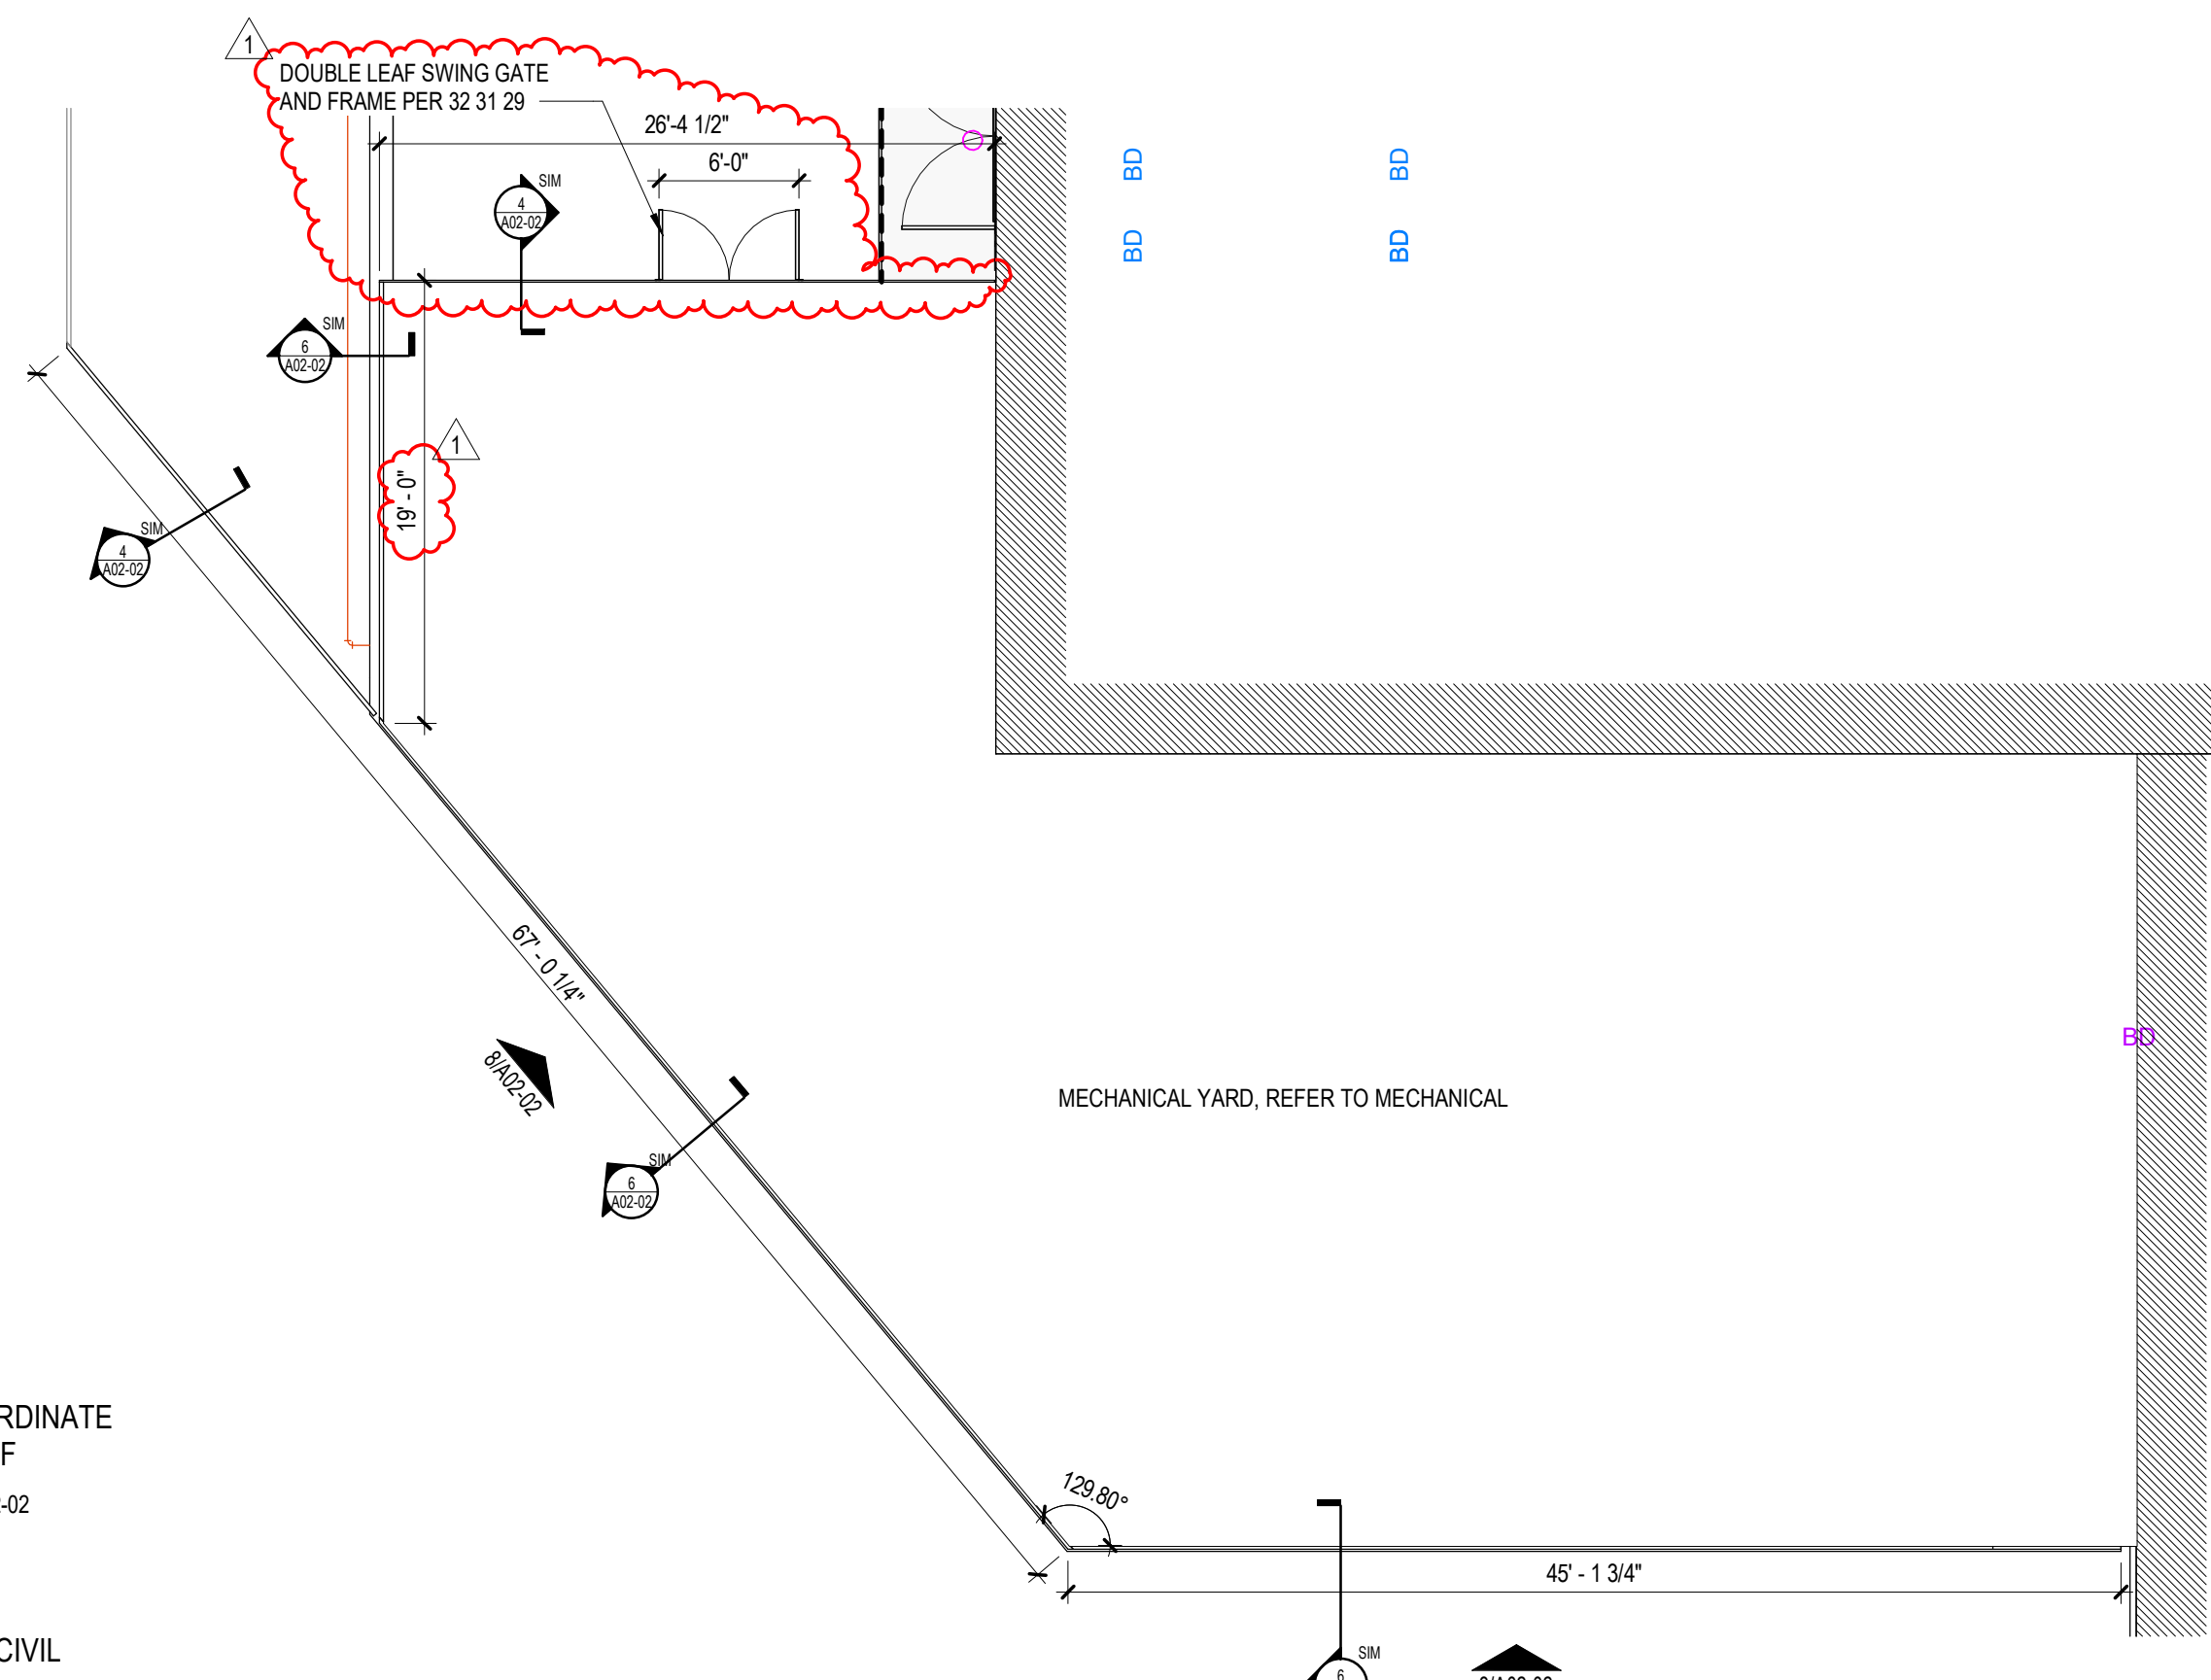 1
DOUBLE LEAF SWING GATE
AND FRAME PER 32 31 29
26'-4 1/2"
6'-0"
BD
BD
SIM
4
A02-02
BD
BD
SIM
6
A02-02
1
19' - 0"
SIM
4
A02-02
67' - 0 1/4"
8/A02-02
BD
MECHANICAL YARD, REFER TO MECHANICAL
SIM
6
A02-02
RDINATE
F
-02
129.80°
45' - 1 3/4"
CIVIL
SIM
6